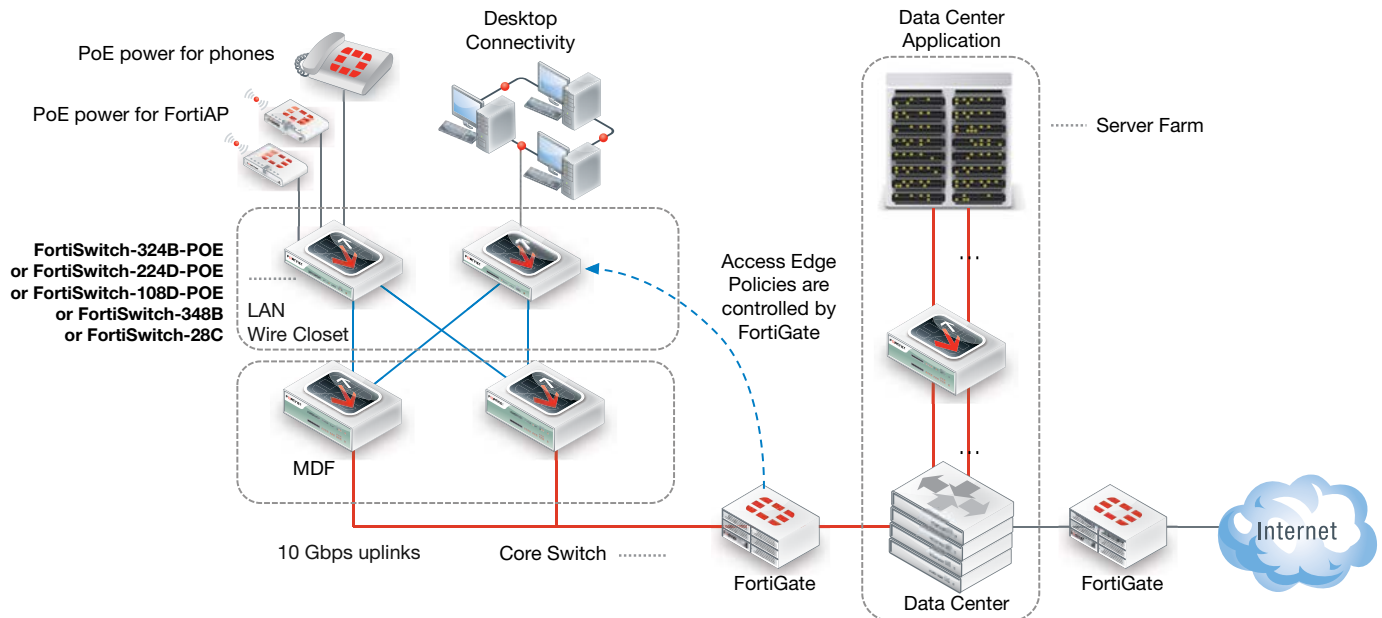 Desktop
Connectivity
PoE power for phones
PoE power for FortiAP
FortiSwitch-324B-POE
or FortiSwitch-224D-POE
or FortiSwitch-108D-POE
or FortiSwitch-348B
or FortiSwitch-28C
LAN
Wire Closet
MDF
10 Gbps uplinks
Core Switch
Access Edge
Policies are
controlled by
FortiGate
FortiGate
Data Center
Application
Server Farm
...
...
Data Center
FortiGate
Internet